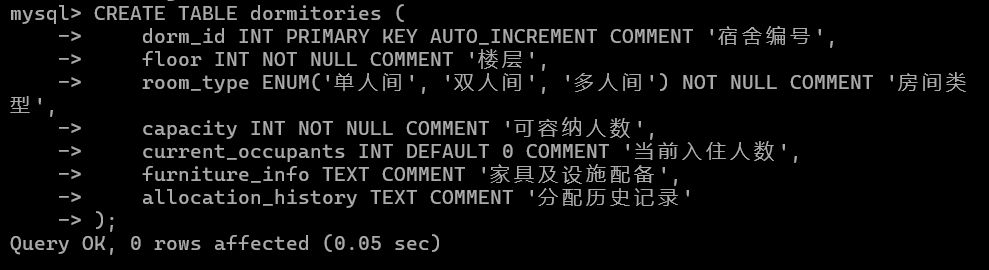 mysql> CREATE TABLE dormitories (
    ->     dorm_id INT PRIMARY KEY AUTO_INCREMENT COMMENT '宿舍编号',
    ->     floor INT NOT NULL COMMENT '楼层',
    ->     room_type ENUM('单人间', '双人间', '多人间') NOT NULL COMMENT '房间类
型',
    ->     capacity INT NOT NULL COMMENT '可容纳人数',
    ->     current_occupants INT DEFAULT 0 COMMENT '当前入住人数',
    ->     furniture_info TEXT COMMENT '家具及设施配备',
    ->     allocation_history TEXT COMMENT '分配历史记录'
    -> );
Query OK, 0 rows affected (0.05 sec)